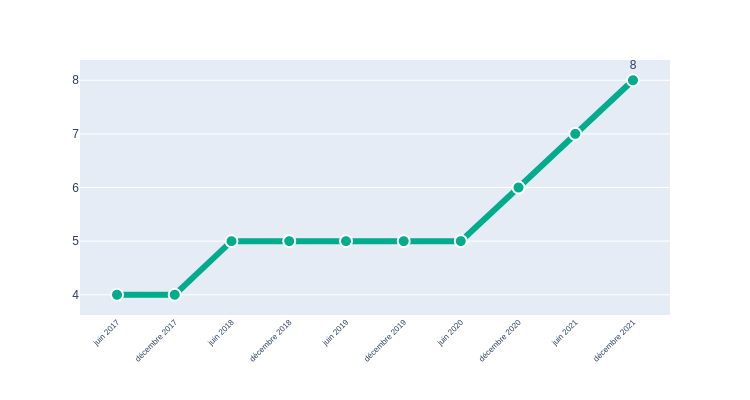 8
8
7
6
5
4
juin 2017
décembre 2017
juin 2018
décembre 2018
juin 2019
décembre 2019
juin 2020
décembre 2020
juin 2021
décembre 2021